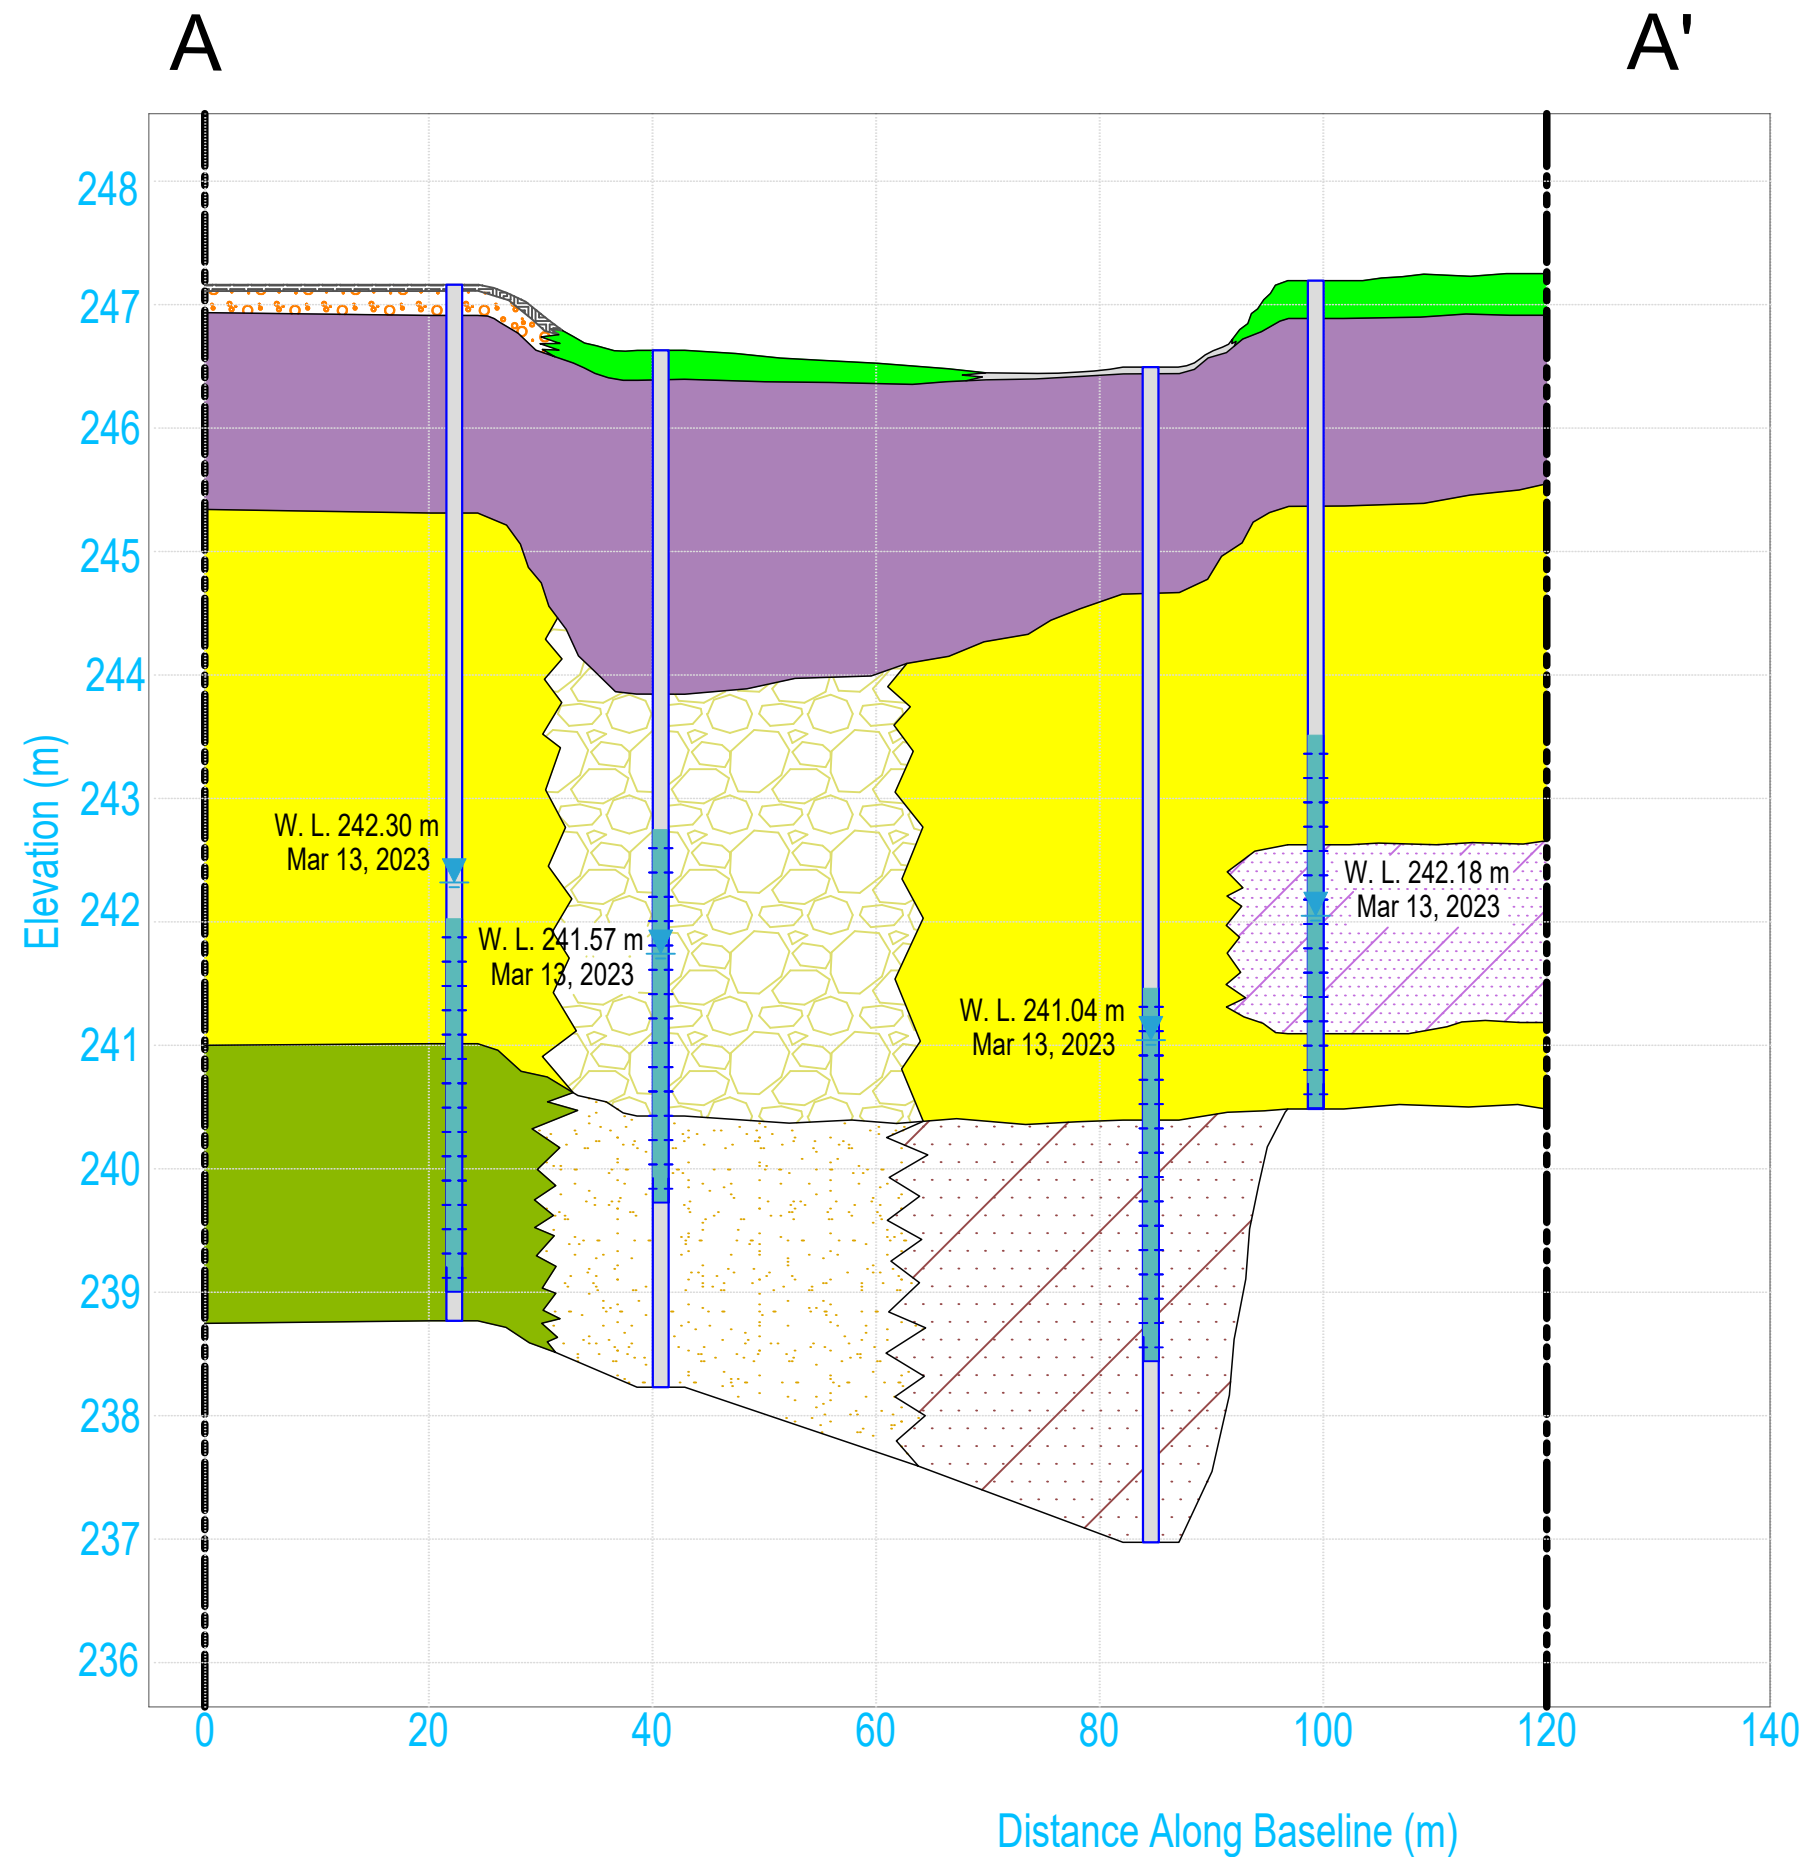 A A'
248
247
246
245
244
243
242
241
240
239
238
237
236
Elevation (m)
W. L. 242.30 m
Mar 13, 2023
W. L. 241.57 m
Mar 13, 2023
W. L. 241.04 m
Mar 13, 2023
W. L. 242.18 m
Mar 13, 2023
0 20 40 60 80 100 120 140
Distance Along Baseline (m)